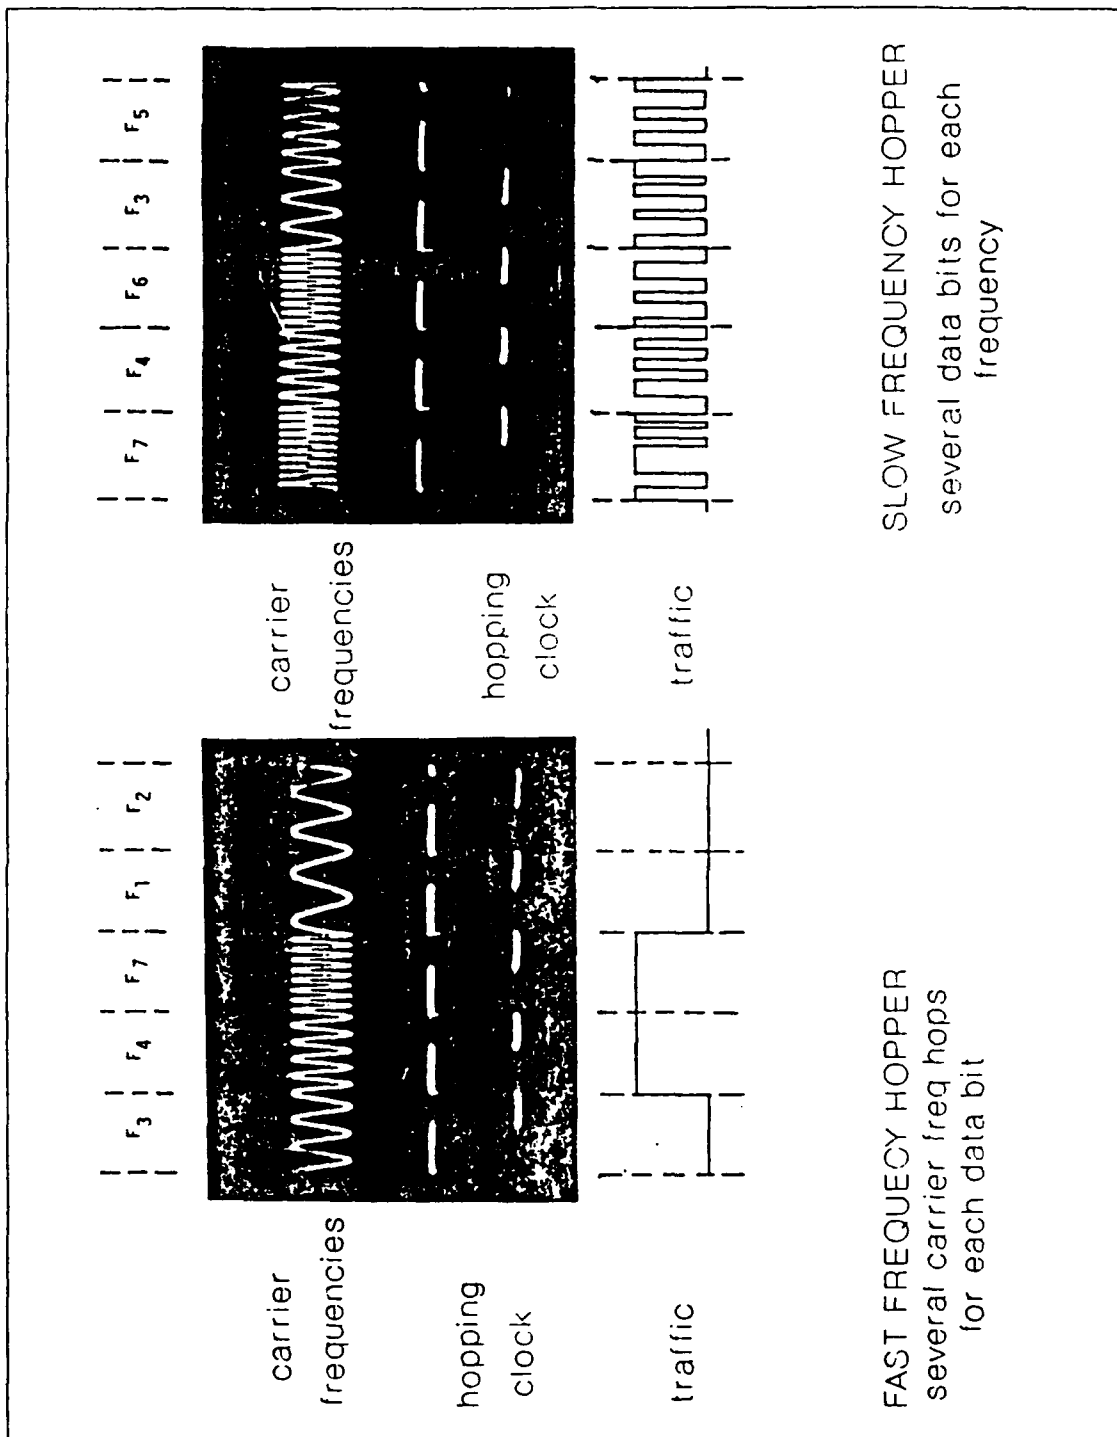 F3 F4 F7 F1 F2
carrier
frequencies
hopping
clock
traffic
FAST FREQUECY HOPPER
several carrier freq hops
for each data bit
F7 F4 F6 F3 F5
carrier
frequencies
hopping
clock
traffic
SLOW FREQUENCY HOPPER
several data bits for each
frequency